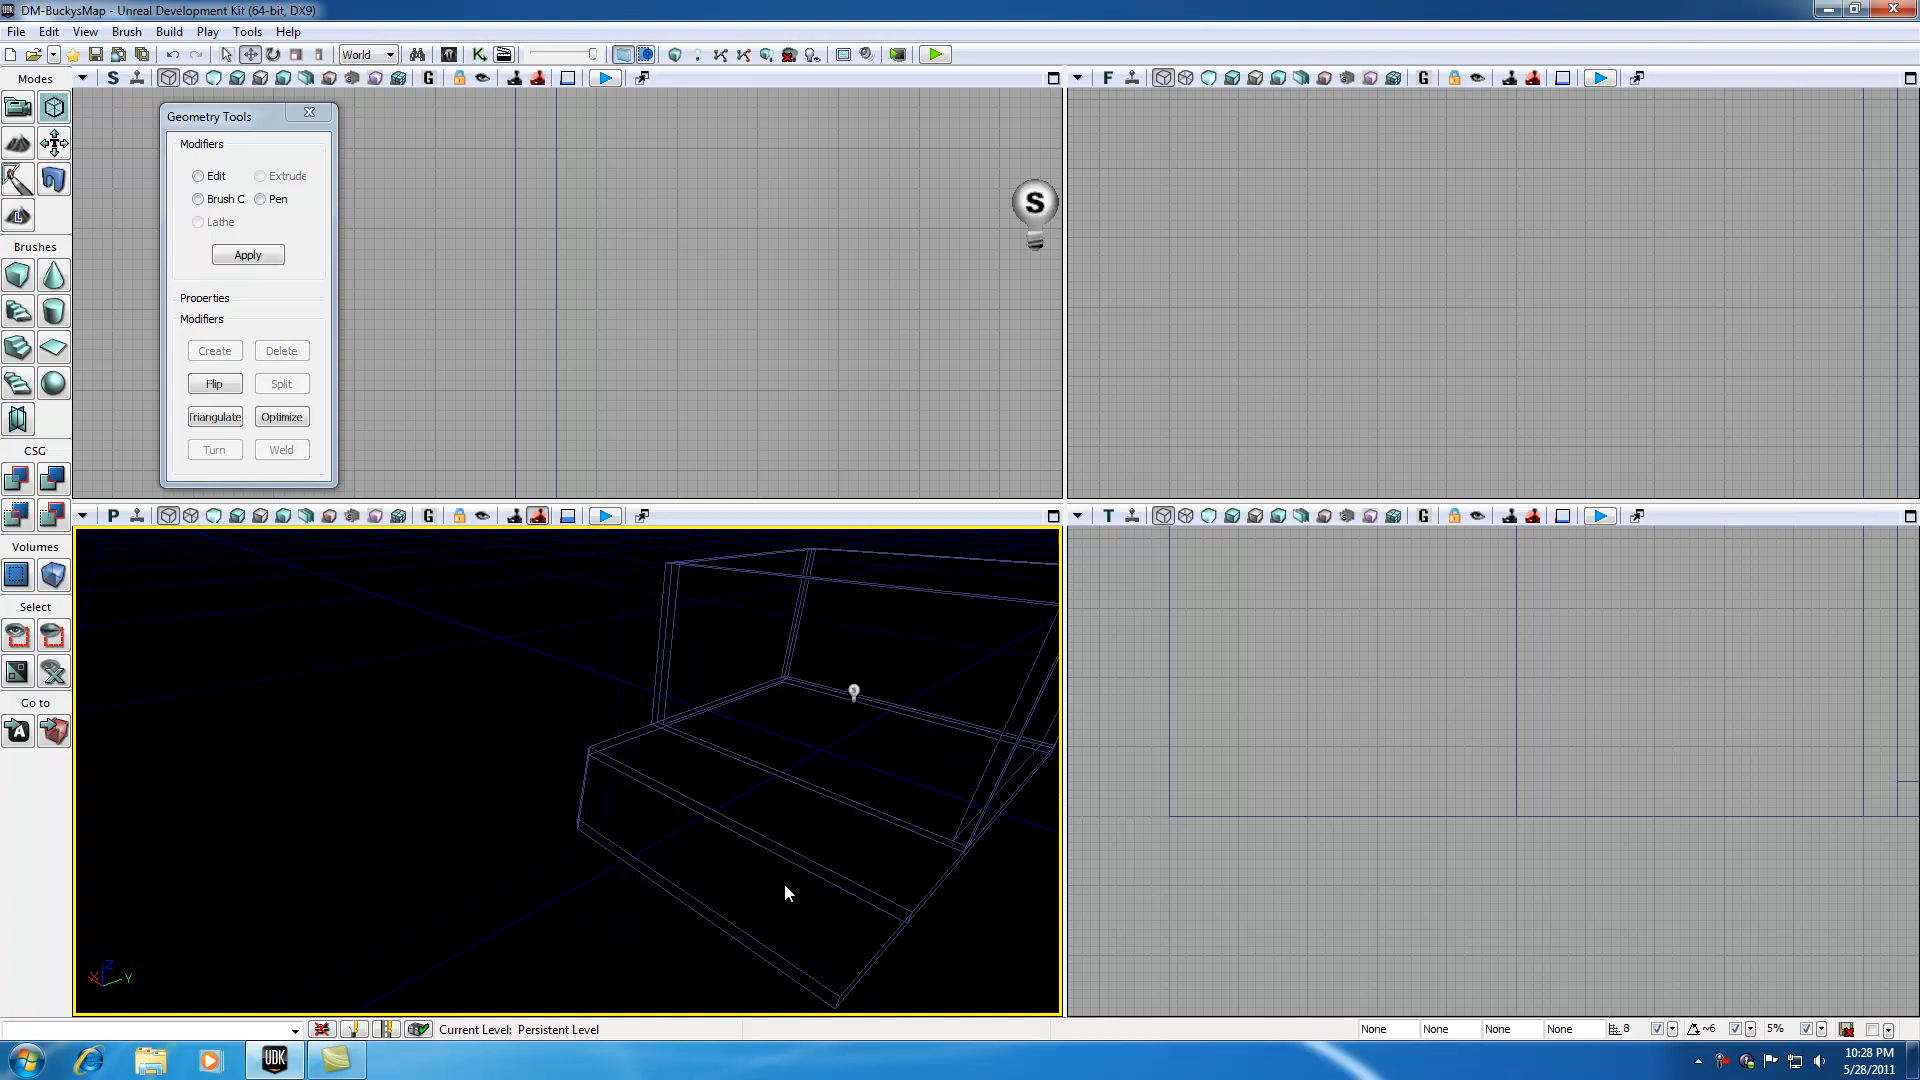 DM-BuckysMap - Unreal Development Kit (64-bit, DX9)
File Edit View Brush Build Play Tools Help
World
Modes
S
F
G
G
Geometry Tools
Modifiers
Edit Extrude
Brush C Pen
Lathe
Apply
Properties
Modifiers
Create Delete
Flip Split
Triangulate Optimize
Turn Weld
S
Brushes
CSG
Volumes
Select
Go to
A
L
P
G
T
G
X
Z
Y
Current Level: Persistent Level
None None None None 8 ~6 5%
UDK
10:28 PM
5/28/2011